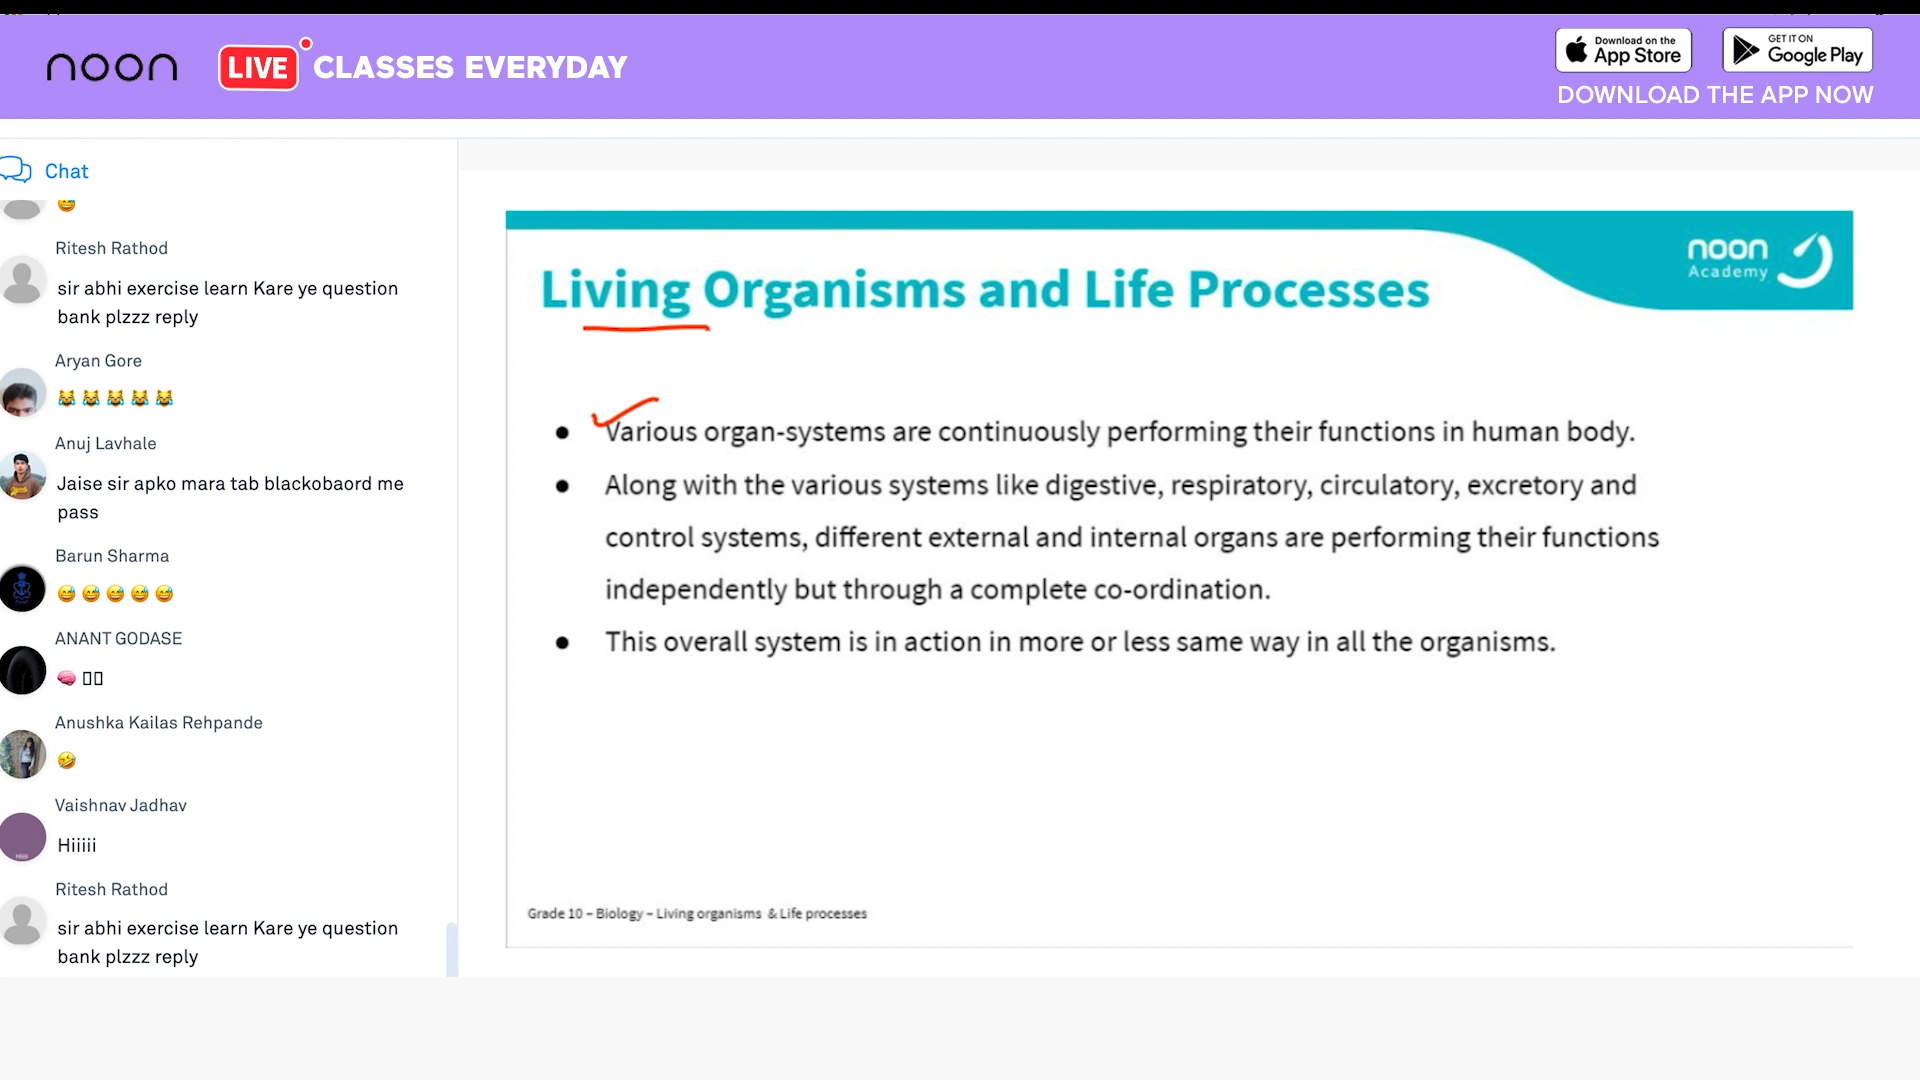 noon LIVE CLASSES EVERYDAY
Download on the
App Store
GET IT ON
Google Play
DOWNLOAD THE APP NOW
Chat
Ritesh Rathod
sir abhi exercise learn Kare ye question
bank plzzz reply
Aryan Gore
Anuj Lavhale
Jaise sir apko mara tab blackobaord me
pass
Barun Sharma
ANANT GODASE
Anushka Kailas Rehpande
Vaishnav Jadhav
Hiiiii
Ritesh Rathod
sir abhi exercise learn Kare ye question
bank plzzz reply
noon
Academy
Living Organisms and Life Processes
● Various organ-systems are continuously performing their functions in human body.
● Along with the various systems like digestive, respiratory, circulatory, excretory and
control systems, different external and internal organs are performing their functions
independently but through a complete co-ordination.
● This overall system is in action in more or less same way in all the organisms.
Grade 10 – Biology – Living organisms & Life processes